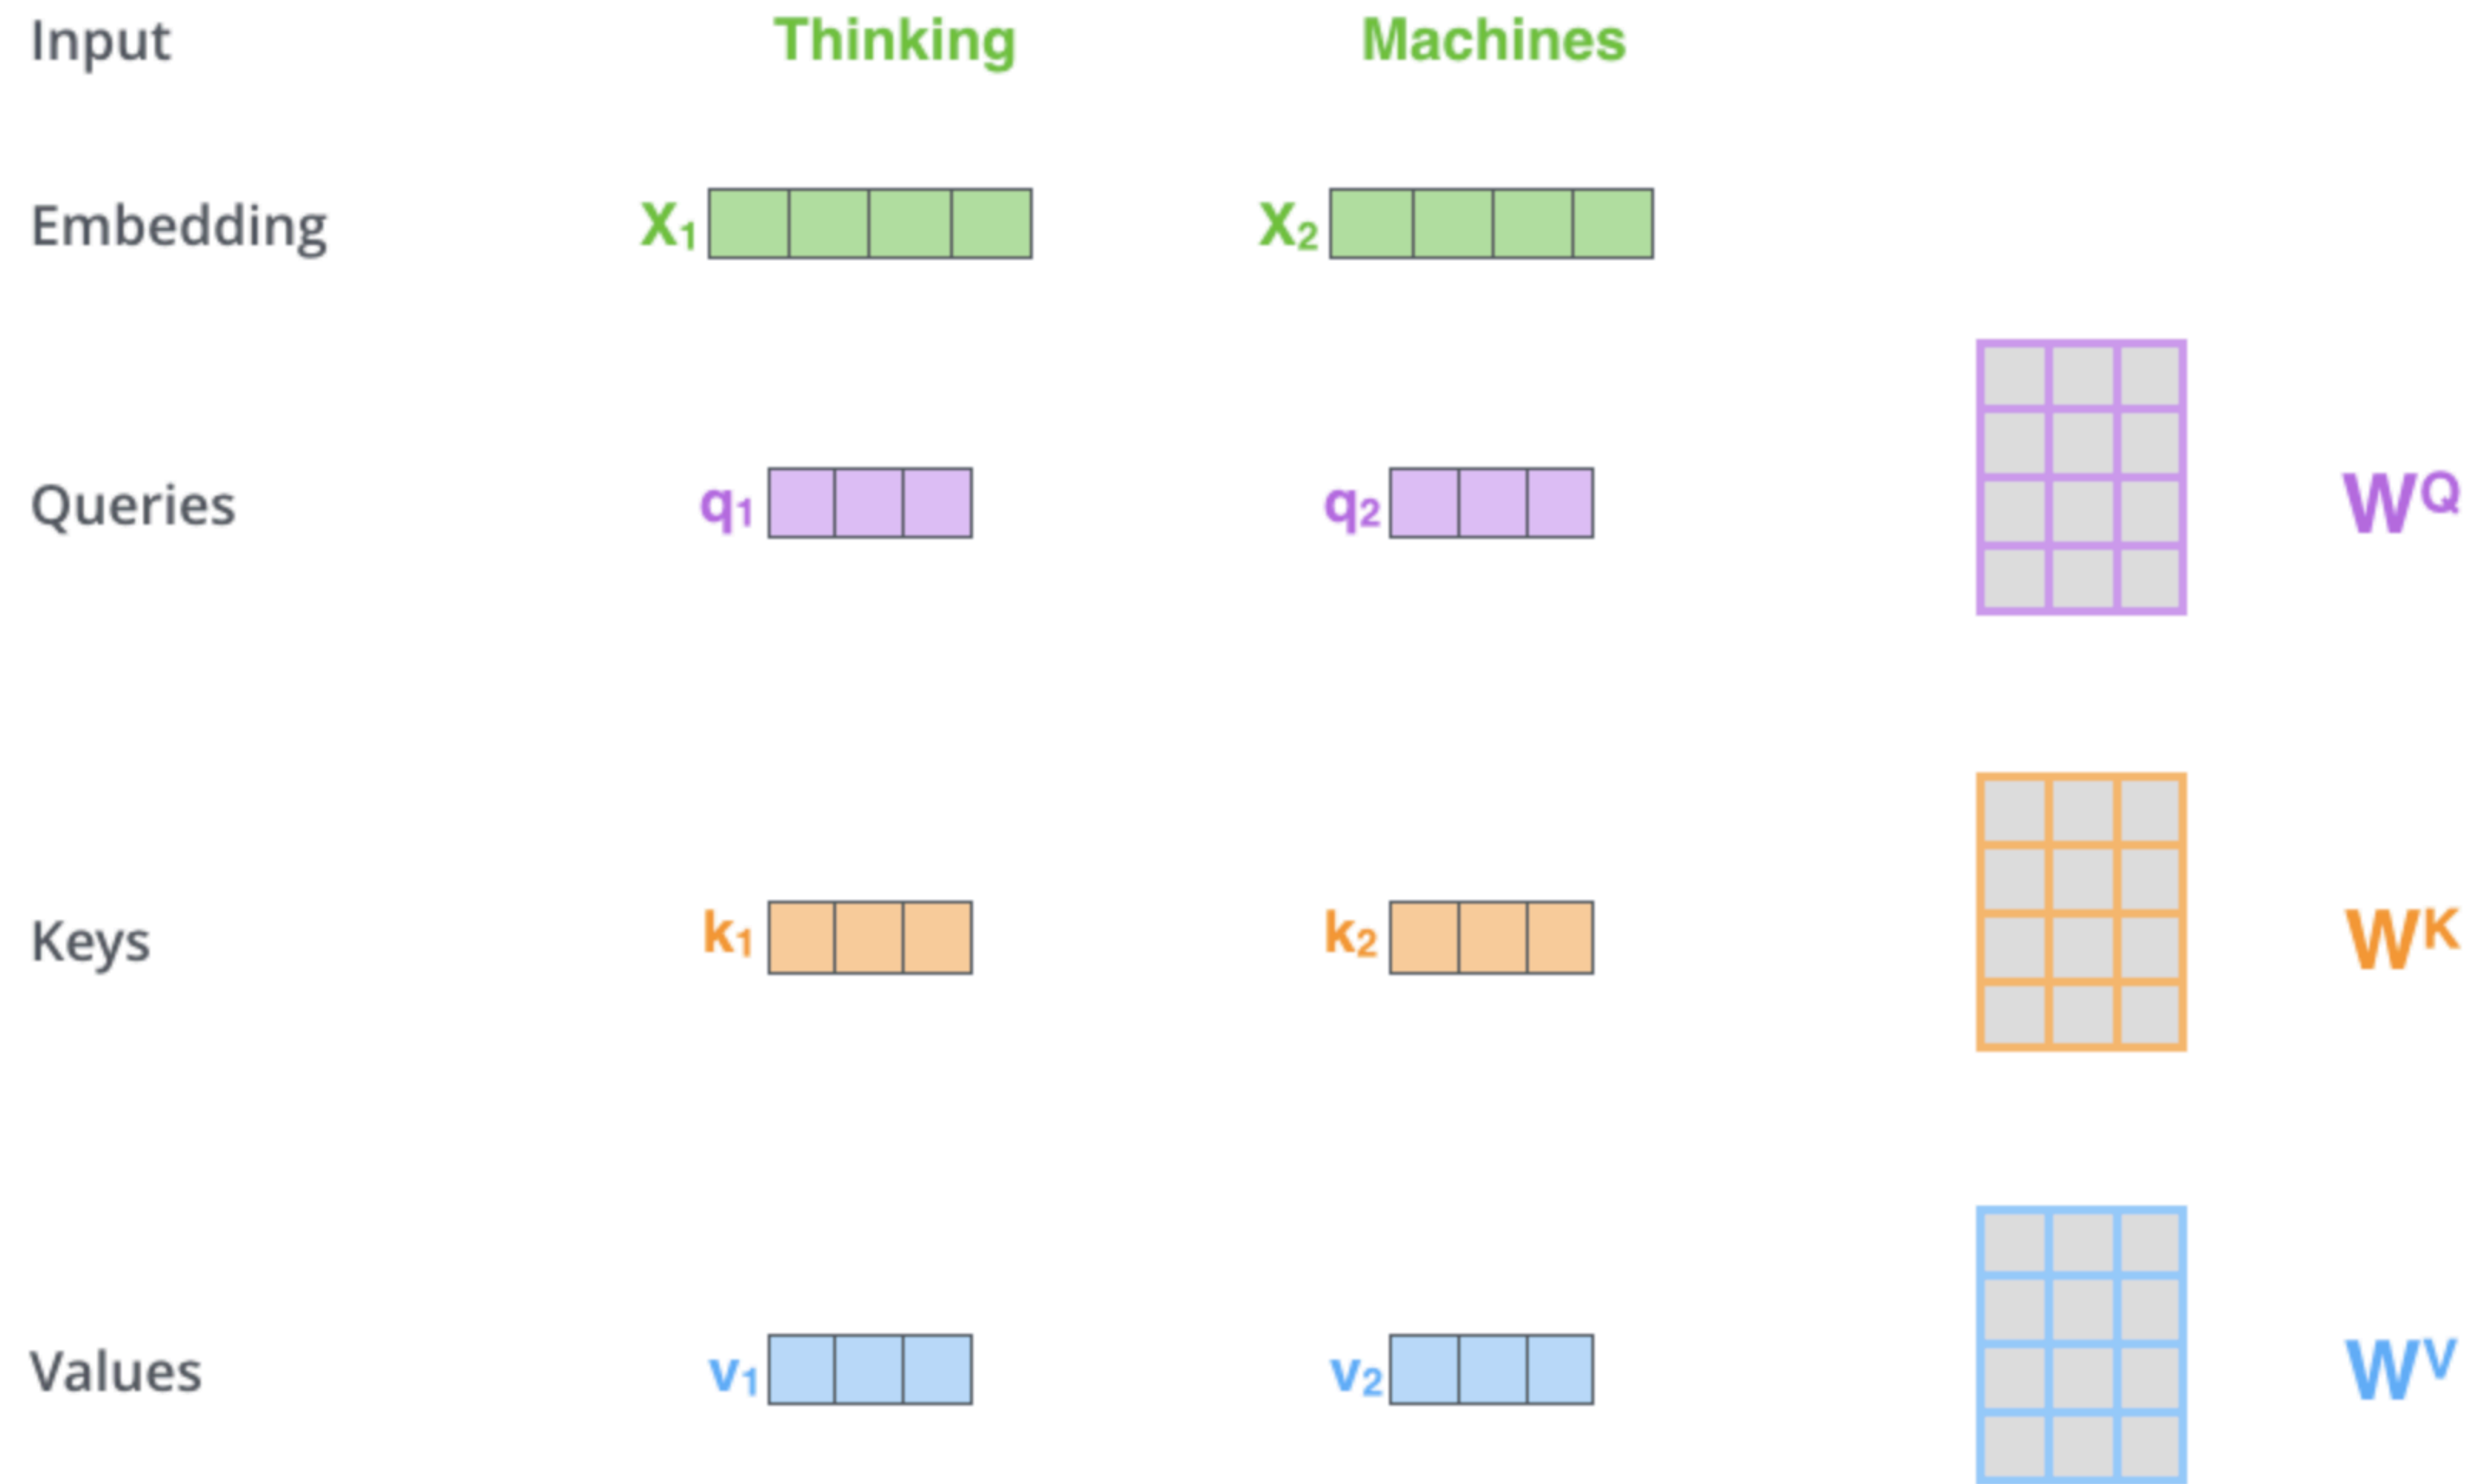 Input Thinking Machines
Embedding X1 X2
Queries q1 q2 WQ
Keys k1 k2 WK
Values v1 v2 WV